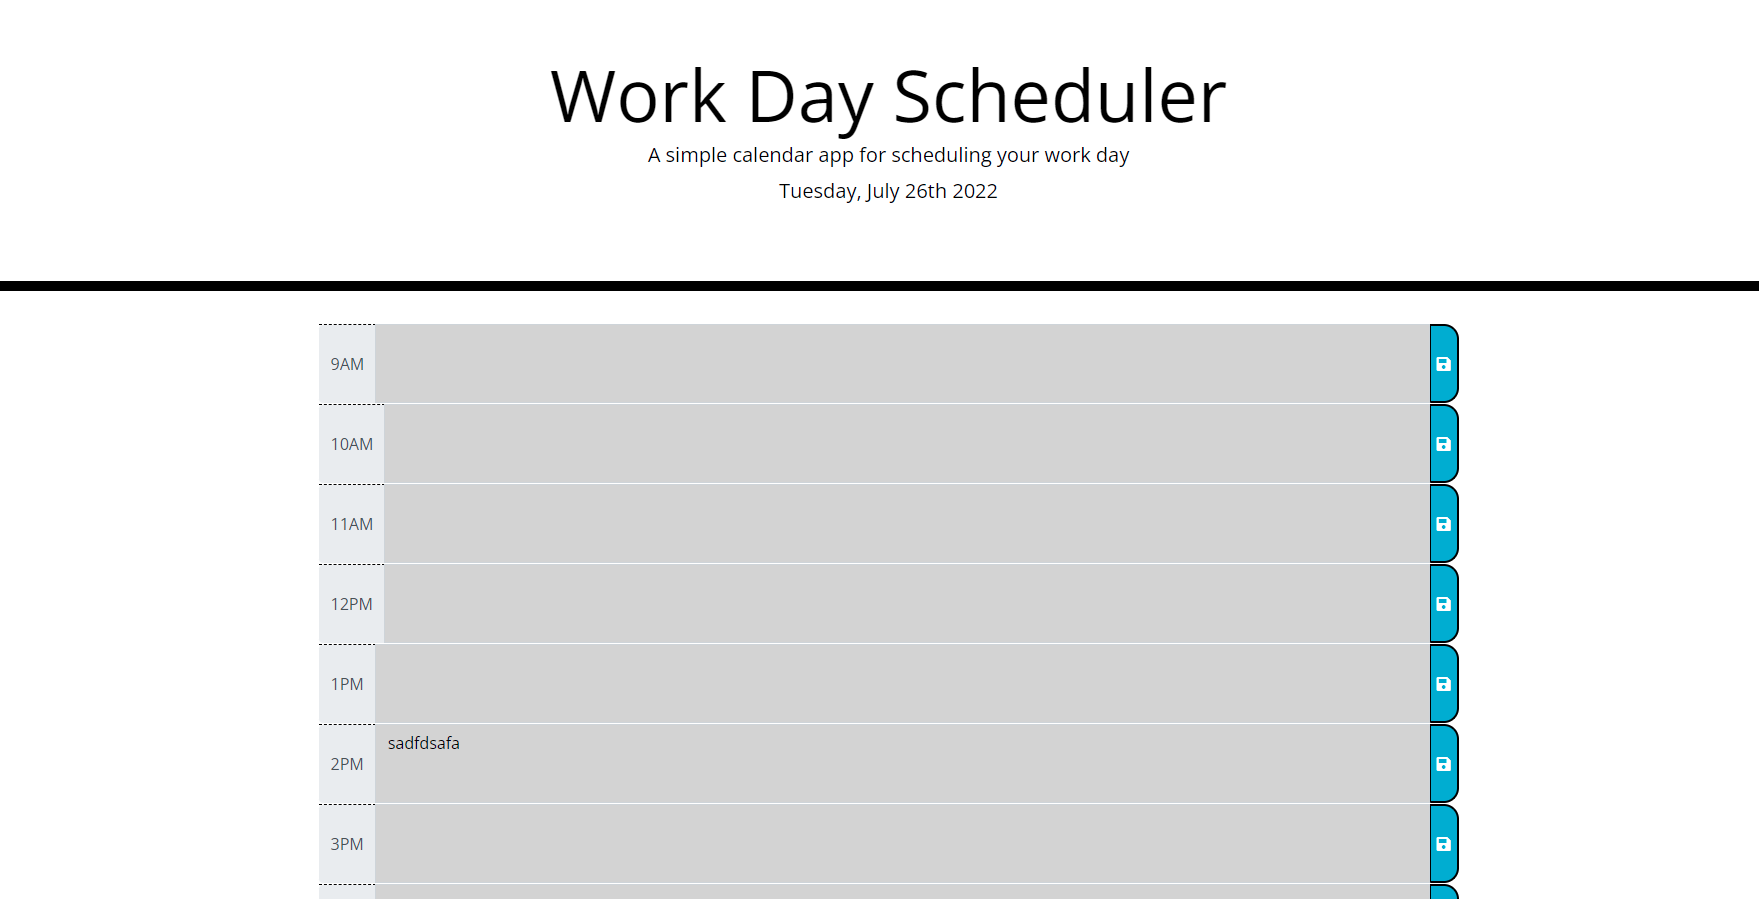 Work Day Scheduler
A simple calendar app for scheduling your work day
Tuesday, July 26th 2022
9AM
10AM
11AM
12PM
1PM
sadfdsafa
2PM
3PM